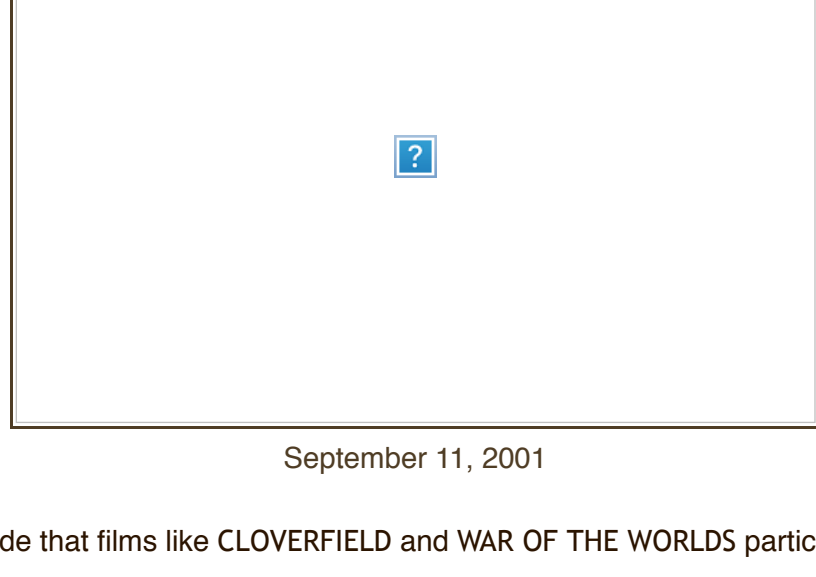 ?
September 11, 2001
de that films like CLOVERFIELD and WAR OF THE WORLDS partic